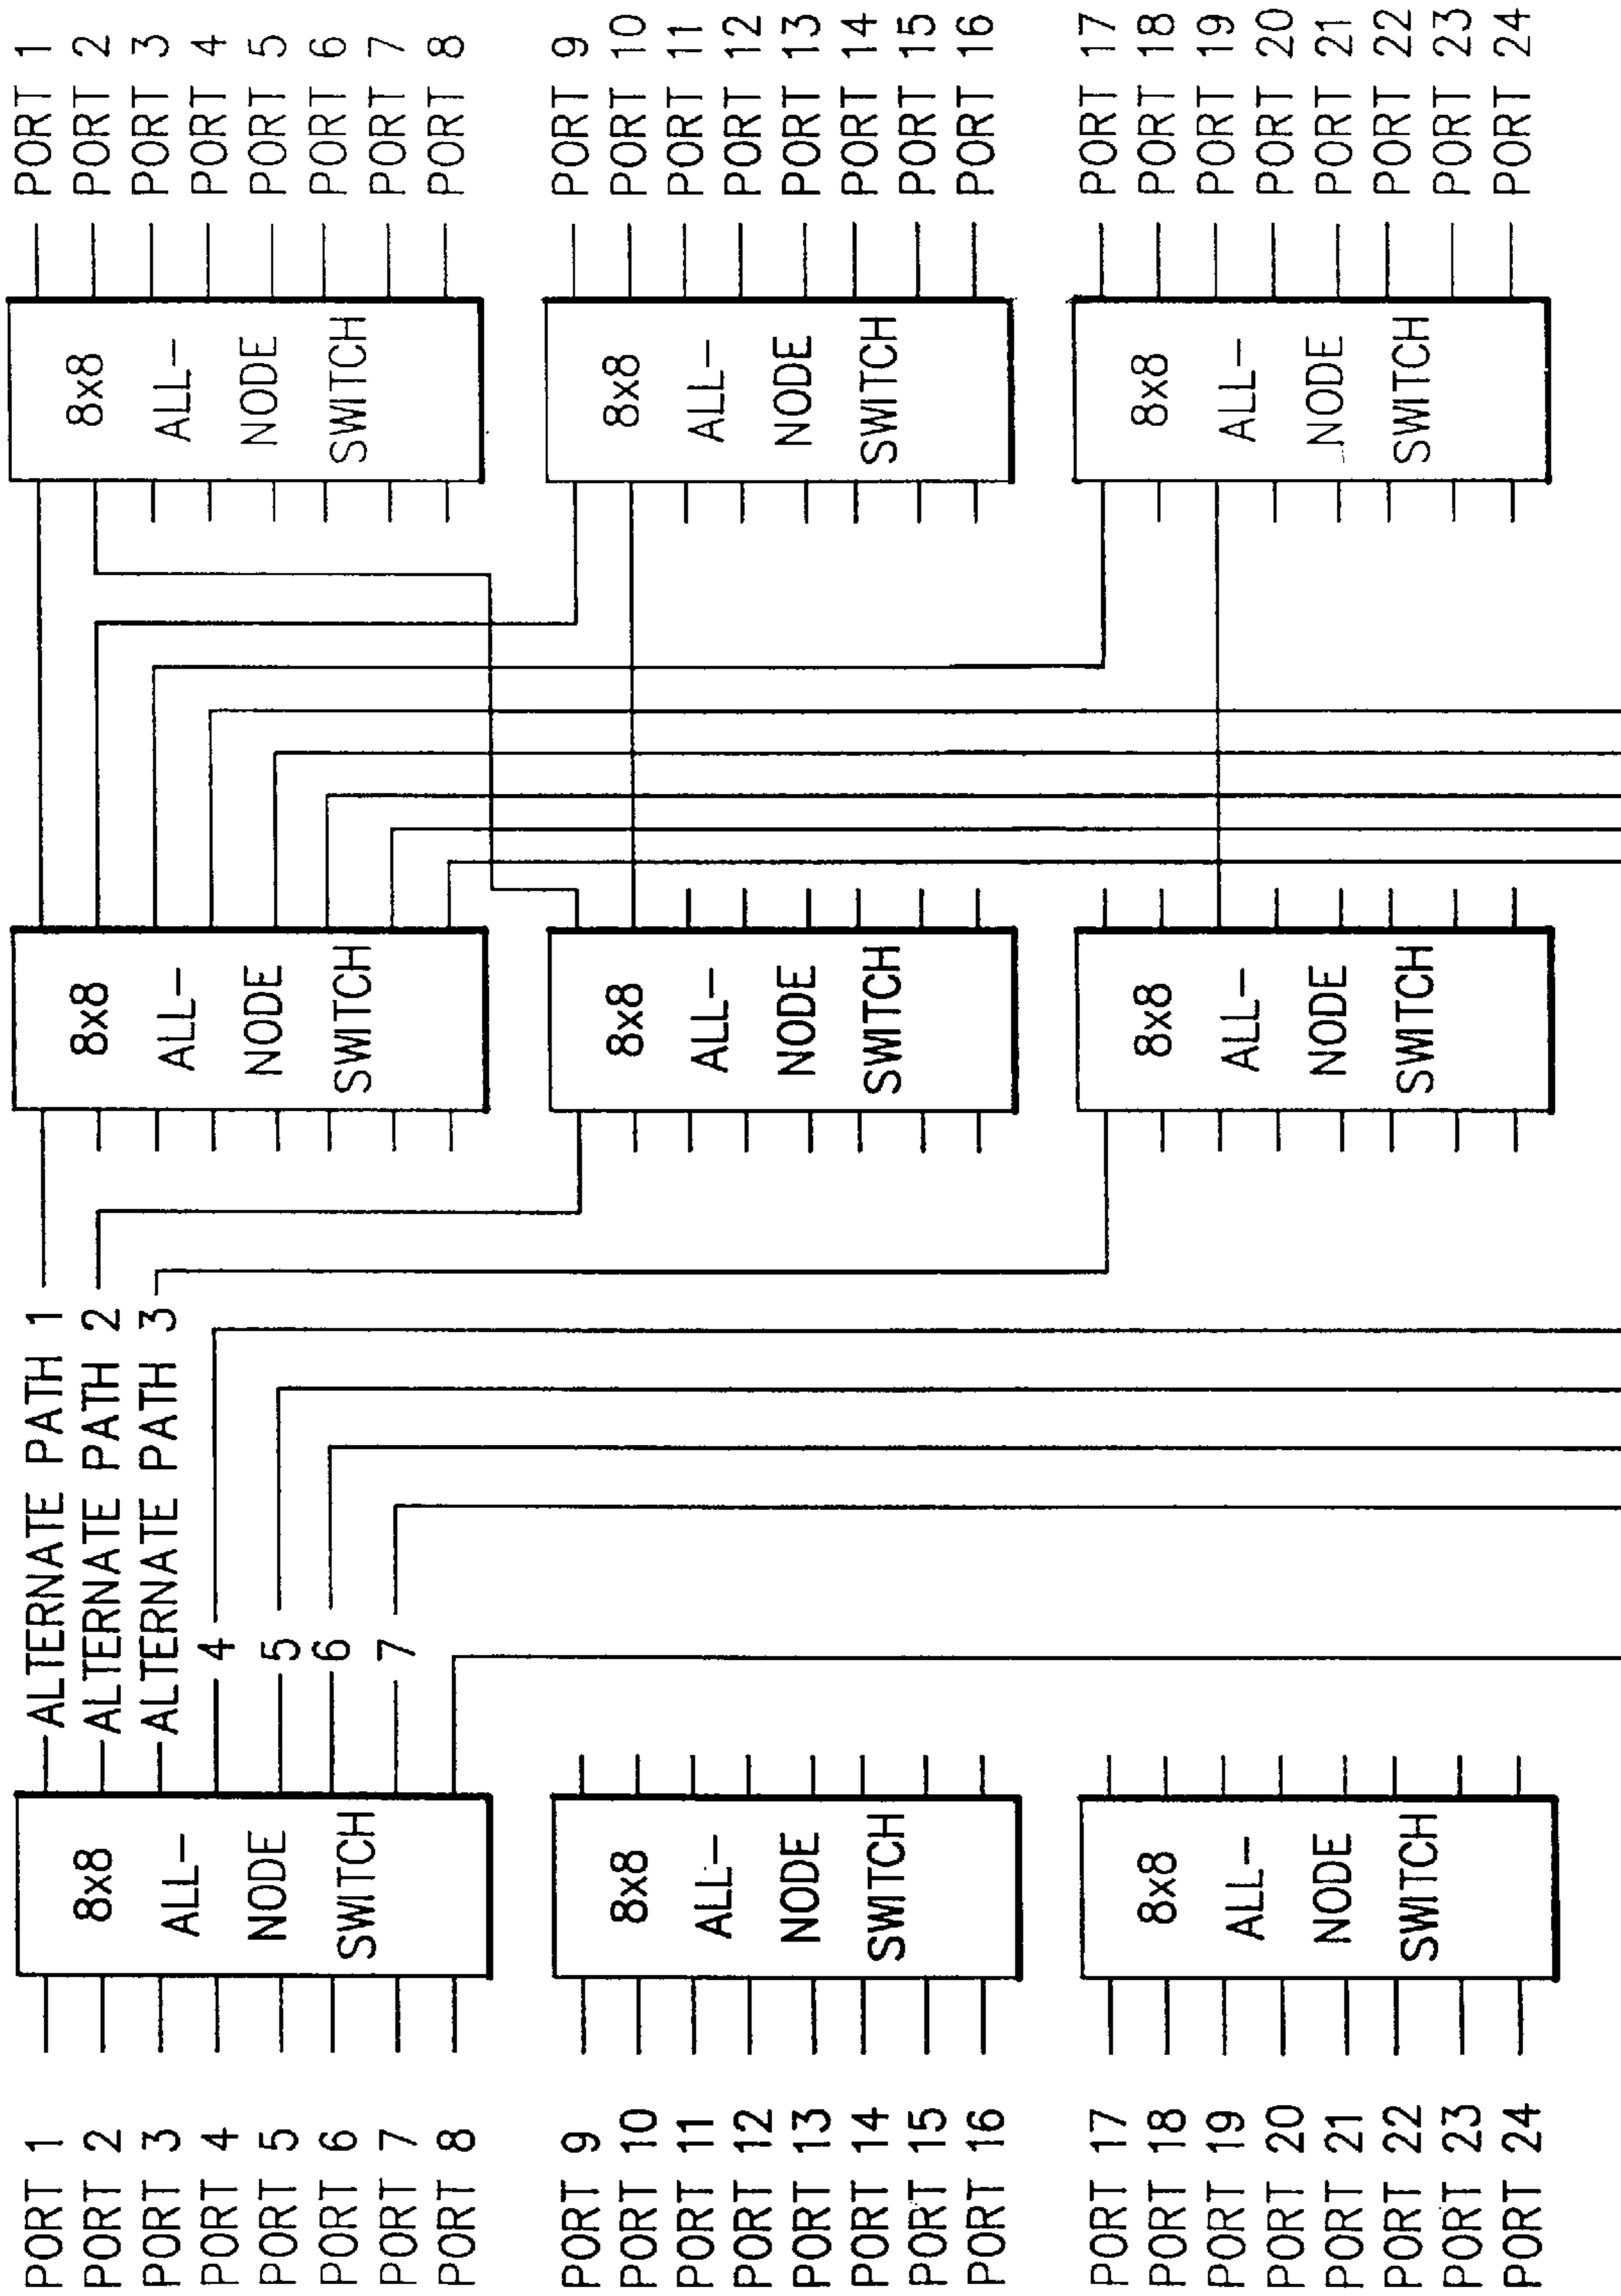 PORT 1
PORT 2
PORT 3
PORT 4
PORT 5
PORT 6
PORT 7
PORT 8
8x8
ALL-
NODE
SWITCH
ALTERNATE PATH 1
ALTERNATE PATH 2
ALTERNATE PATH 3
4
5
6
7
8x8
ALL-
NODE
SWITCH
8x8
ALL-
NODE
SWITCH
PORT 1
PORT 2
PORT 3
PORT 4
PORT 5
PORT 6
PORT 7
PORT 8
PORT 9
PORT 10
PORT 11
PORT 12
PORT 13
PORT 14
PORT 15
PORT 16
8x8
ALL-
NODE
SWITCH
8x8
ALL-
NODE
SWITCH
8x8
ALL-
NODE
SWITCH
PORT 9
PORT 10
PORT 11
PORT 12
PORT 13
PORT 14
PORT 15
PORT 16
PORT 17
PORT 18
PORT 19
PORT 20
PORT 21
PORT 22
PORT 23
PORT 24
8x8
ALL-
NODE
SWITCH
8x8
ALL-
NODE
SWITCH
8x8
ALL-
NODE
SWITCH
PORT 17
PORT 18
PORT 19
PORT 20
PORT 21
PORT 22
PORT 23
PORT 24